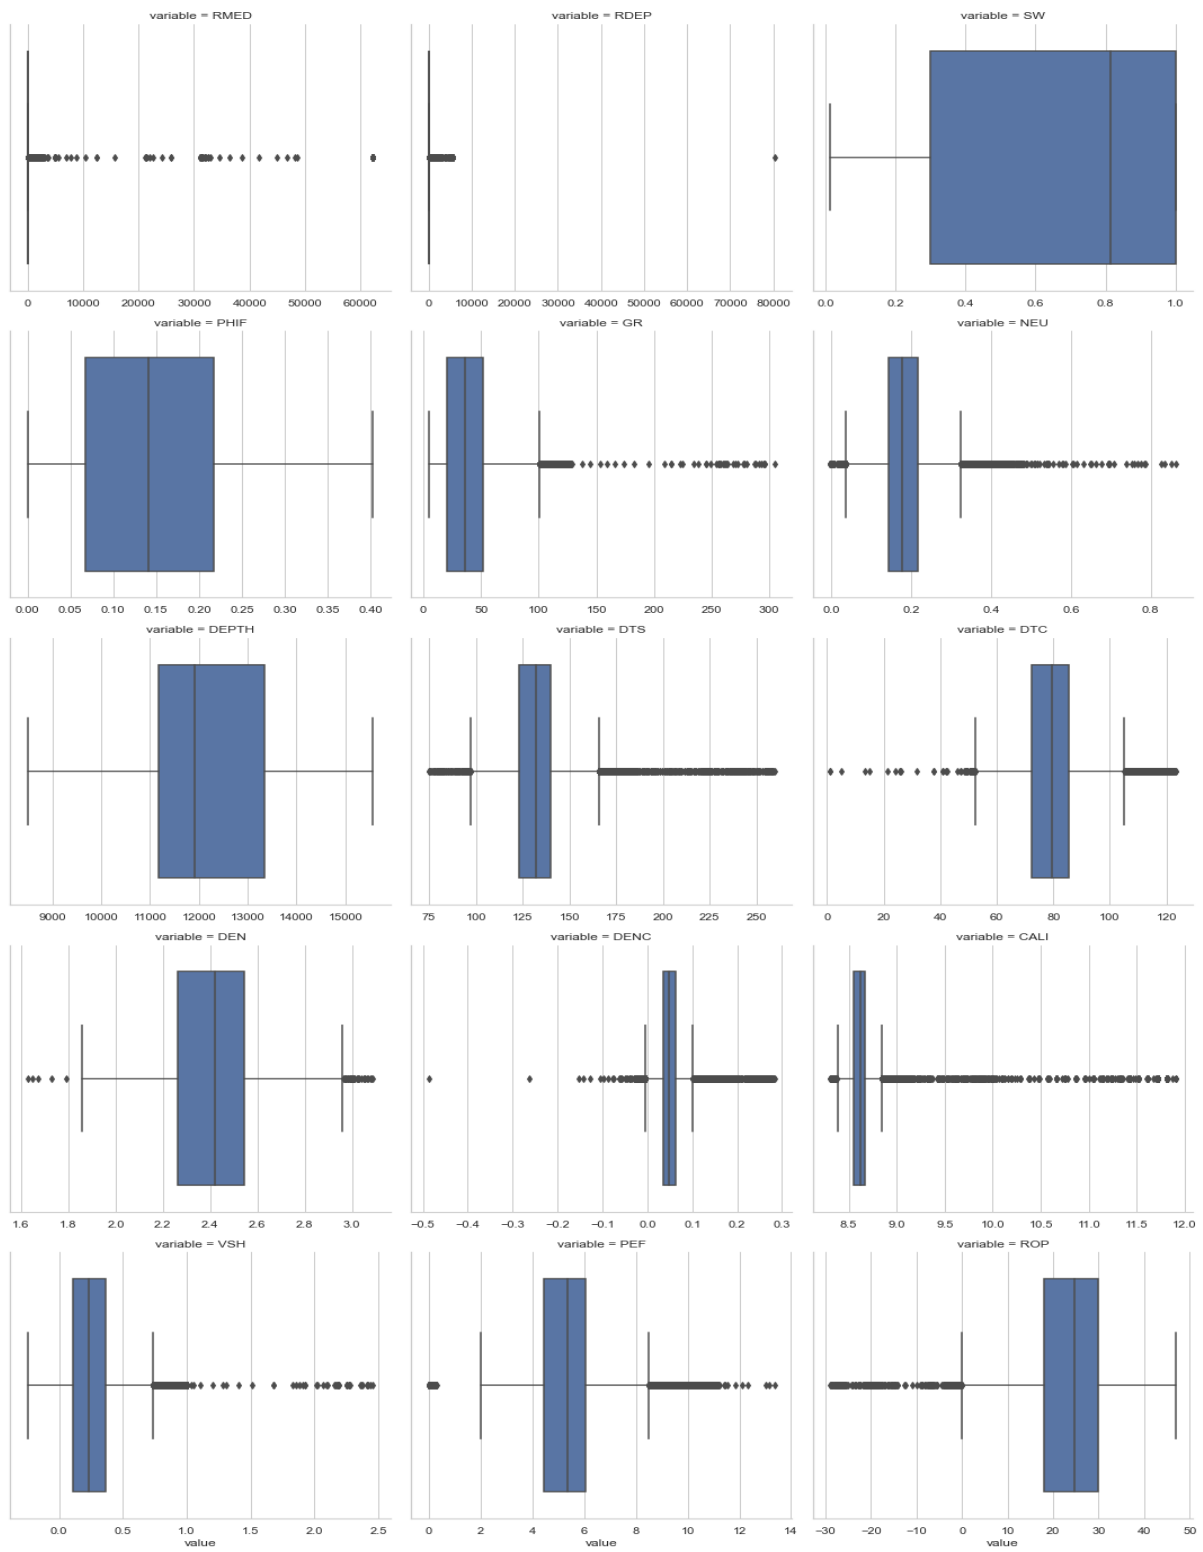 variable = RMED variable = RDEP variable = SW
0 10000 20000 30000 40000 50000 60000 0 10000 20000 30000 40000 50000 60000 70000 80000 0.0 0.2 0.4 0.6 0.8 1.0
variable = PHIF variable = GR variable = NEU
0.00 0.05 0.10 0.15 0.20 0.25 0.30 0.35 0.40 0 50 100 150 200 250 300 0.0 0.2 0.4 0.6 0.8
variable = DEPTH variable = DTS variable = DTC
9000 10000 11000 12000 13000 14000 15000 75 100 125 150 175 200 225 250 0 20 40 60 80 100 120
variable = DEN variable = DENC variable = CALI
1.6 1.8 2.0 2.2 2.4 2.6 2.8 3.0 −0.5 −0.4 −0.3 −0.2 −0.1 0.0 0.1 0.2 0.3 8.5 9.0 9.5 10.0 10.5 11.0 11.5 12.0
variable = VSH variable = PEF variable = ROP
0.0 0.5 1.0 1.5 2.0 2.5 0 2 4 6 8 10 12 14 −30 −20 −10 0 10 20 30 40 50
value value value